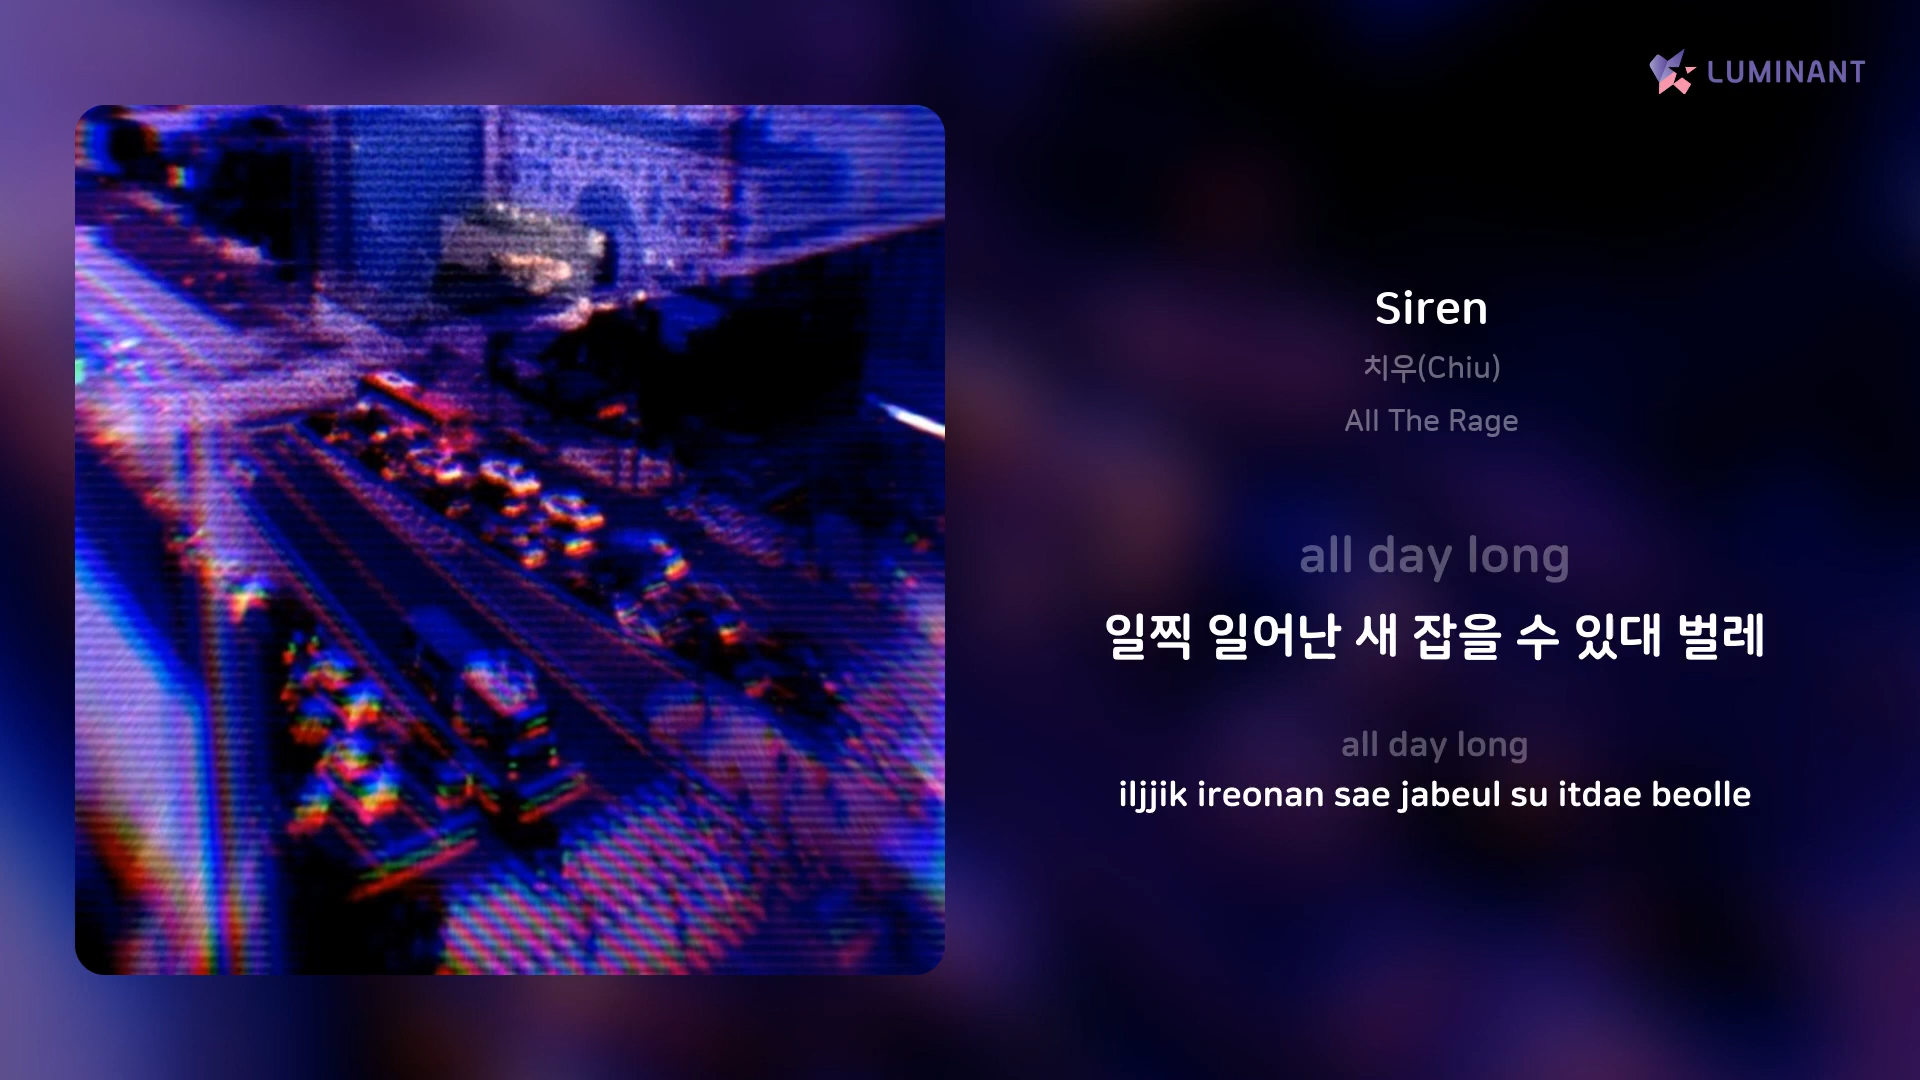 LUMINANT
Siren
치우(Chiu)
All The Rage
all day long
일찍 일어난 새 잡을 수 있대 벌레
all day long
iljjik ireonan sae jabeul su itdae beolle